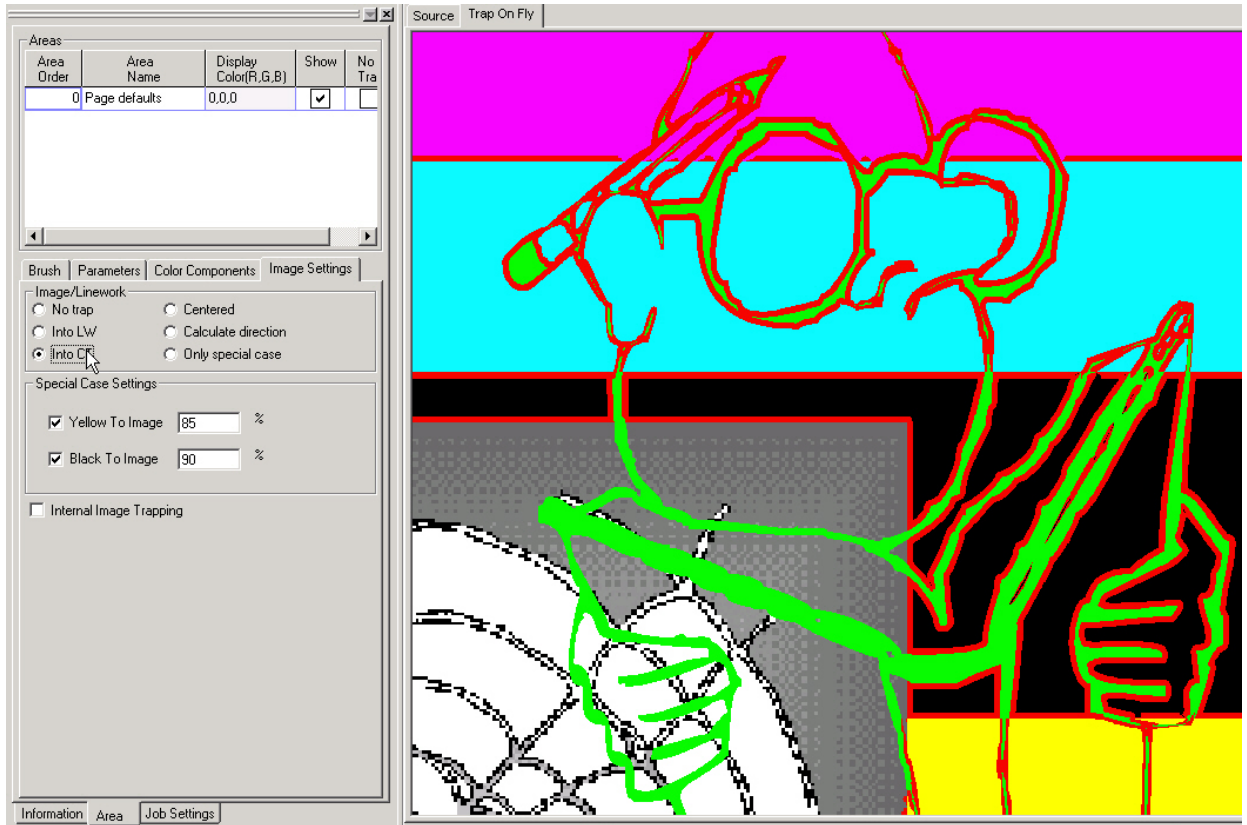 Source Trap On Fly
Areas
Area Order Area Name Display Color(R,G,B) Show No Tra
0 Page defaults 0,0,0
Brush Parameters Color Components Image Settings
Image/Linework
No trap Centered
Into LW Calculate direction
Into Only special case
Special Case Settings
Yellow To Image 85 %
Black To Image 90 %
Internal Image Trapping
Information Area Job Settings